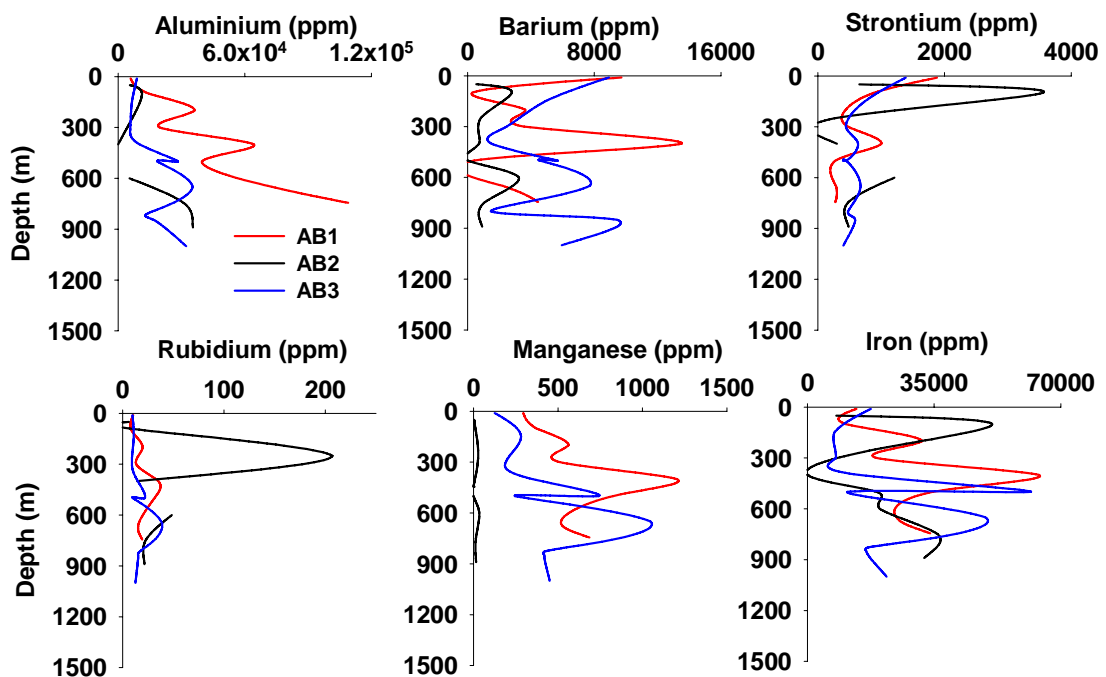 Aluminium (ppm)
0 6.0x10⁴ 1.2x10⁵
Barium (ppm)
0 8000 16000
Strontium (ppm)
0 2000 4000
Depth (m)
0
300
600
900
1200
1500
AB1
AB2
AB3
0
300
600
900
1200
1500
0
300
600
900
1200
1500
Rubidium (ppm)
0 100 200
Manganese (ppm)
0 500 1000 1500
Iron (ppm)
0 35000 70000
Depth (m)
0
300
600
900
1200
1500
0
300
600
900
1200
1500
0
300
600
900
1200
1500